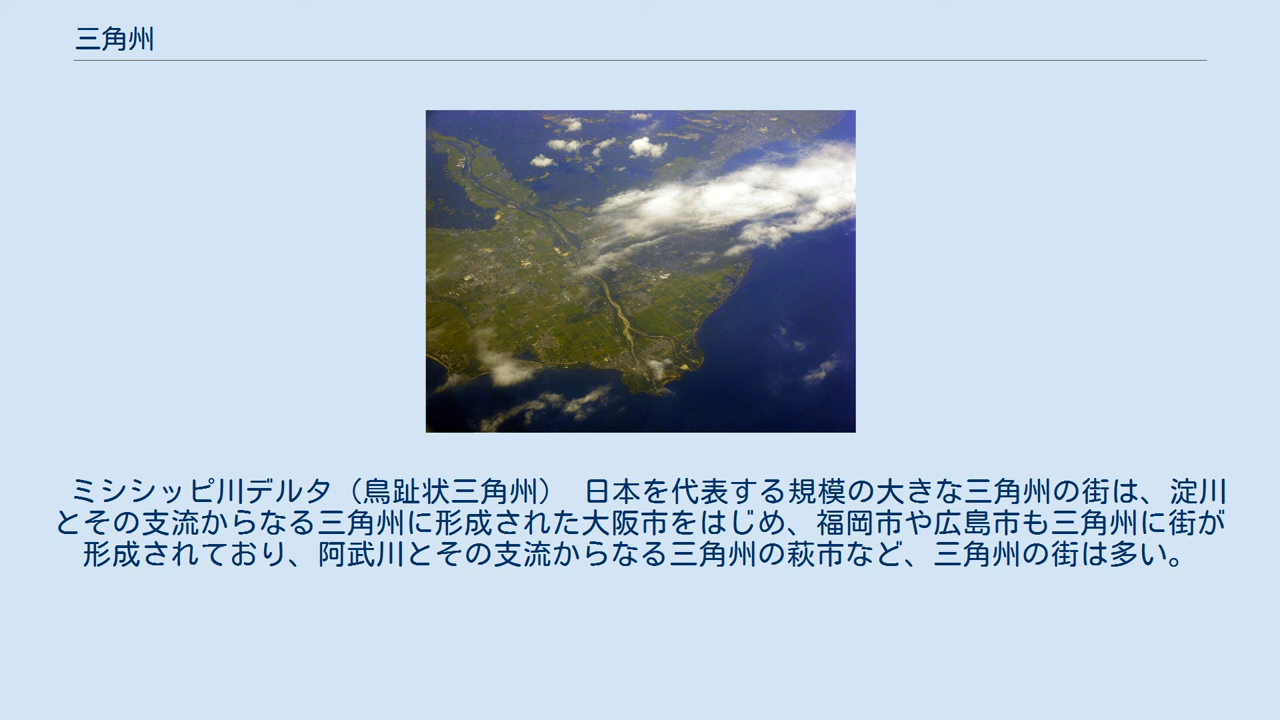 三角州
ミシシッピ川デルタ（鳥趾状三角州）　日本を代表する規模の大きな三角州の街は、淀川
とその支流からなる三角州に形成された大阪市をはじめ、福岡市や広島市も三角州に街が
形成されており、阿武川とその支流からなる三角州の萩市など、三角州の街は多い。